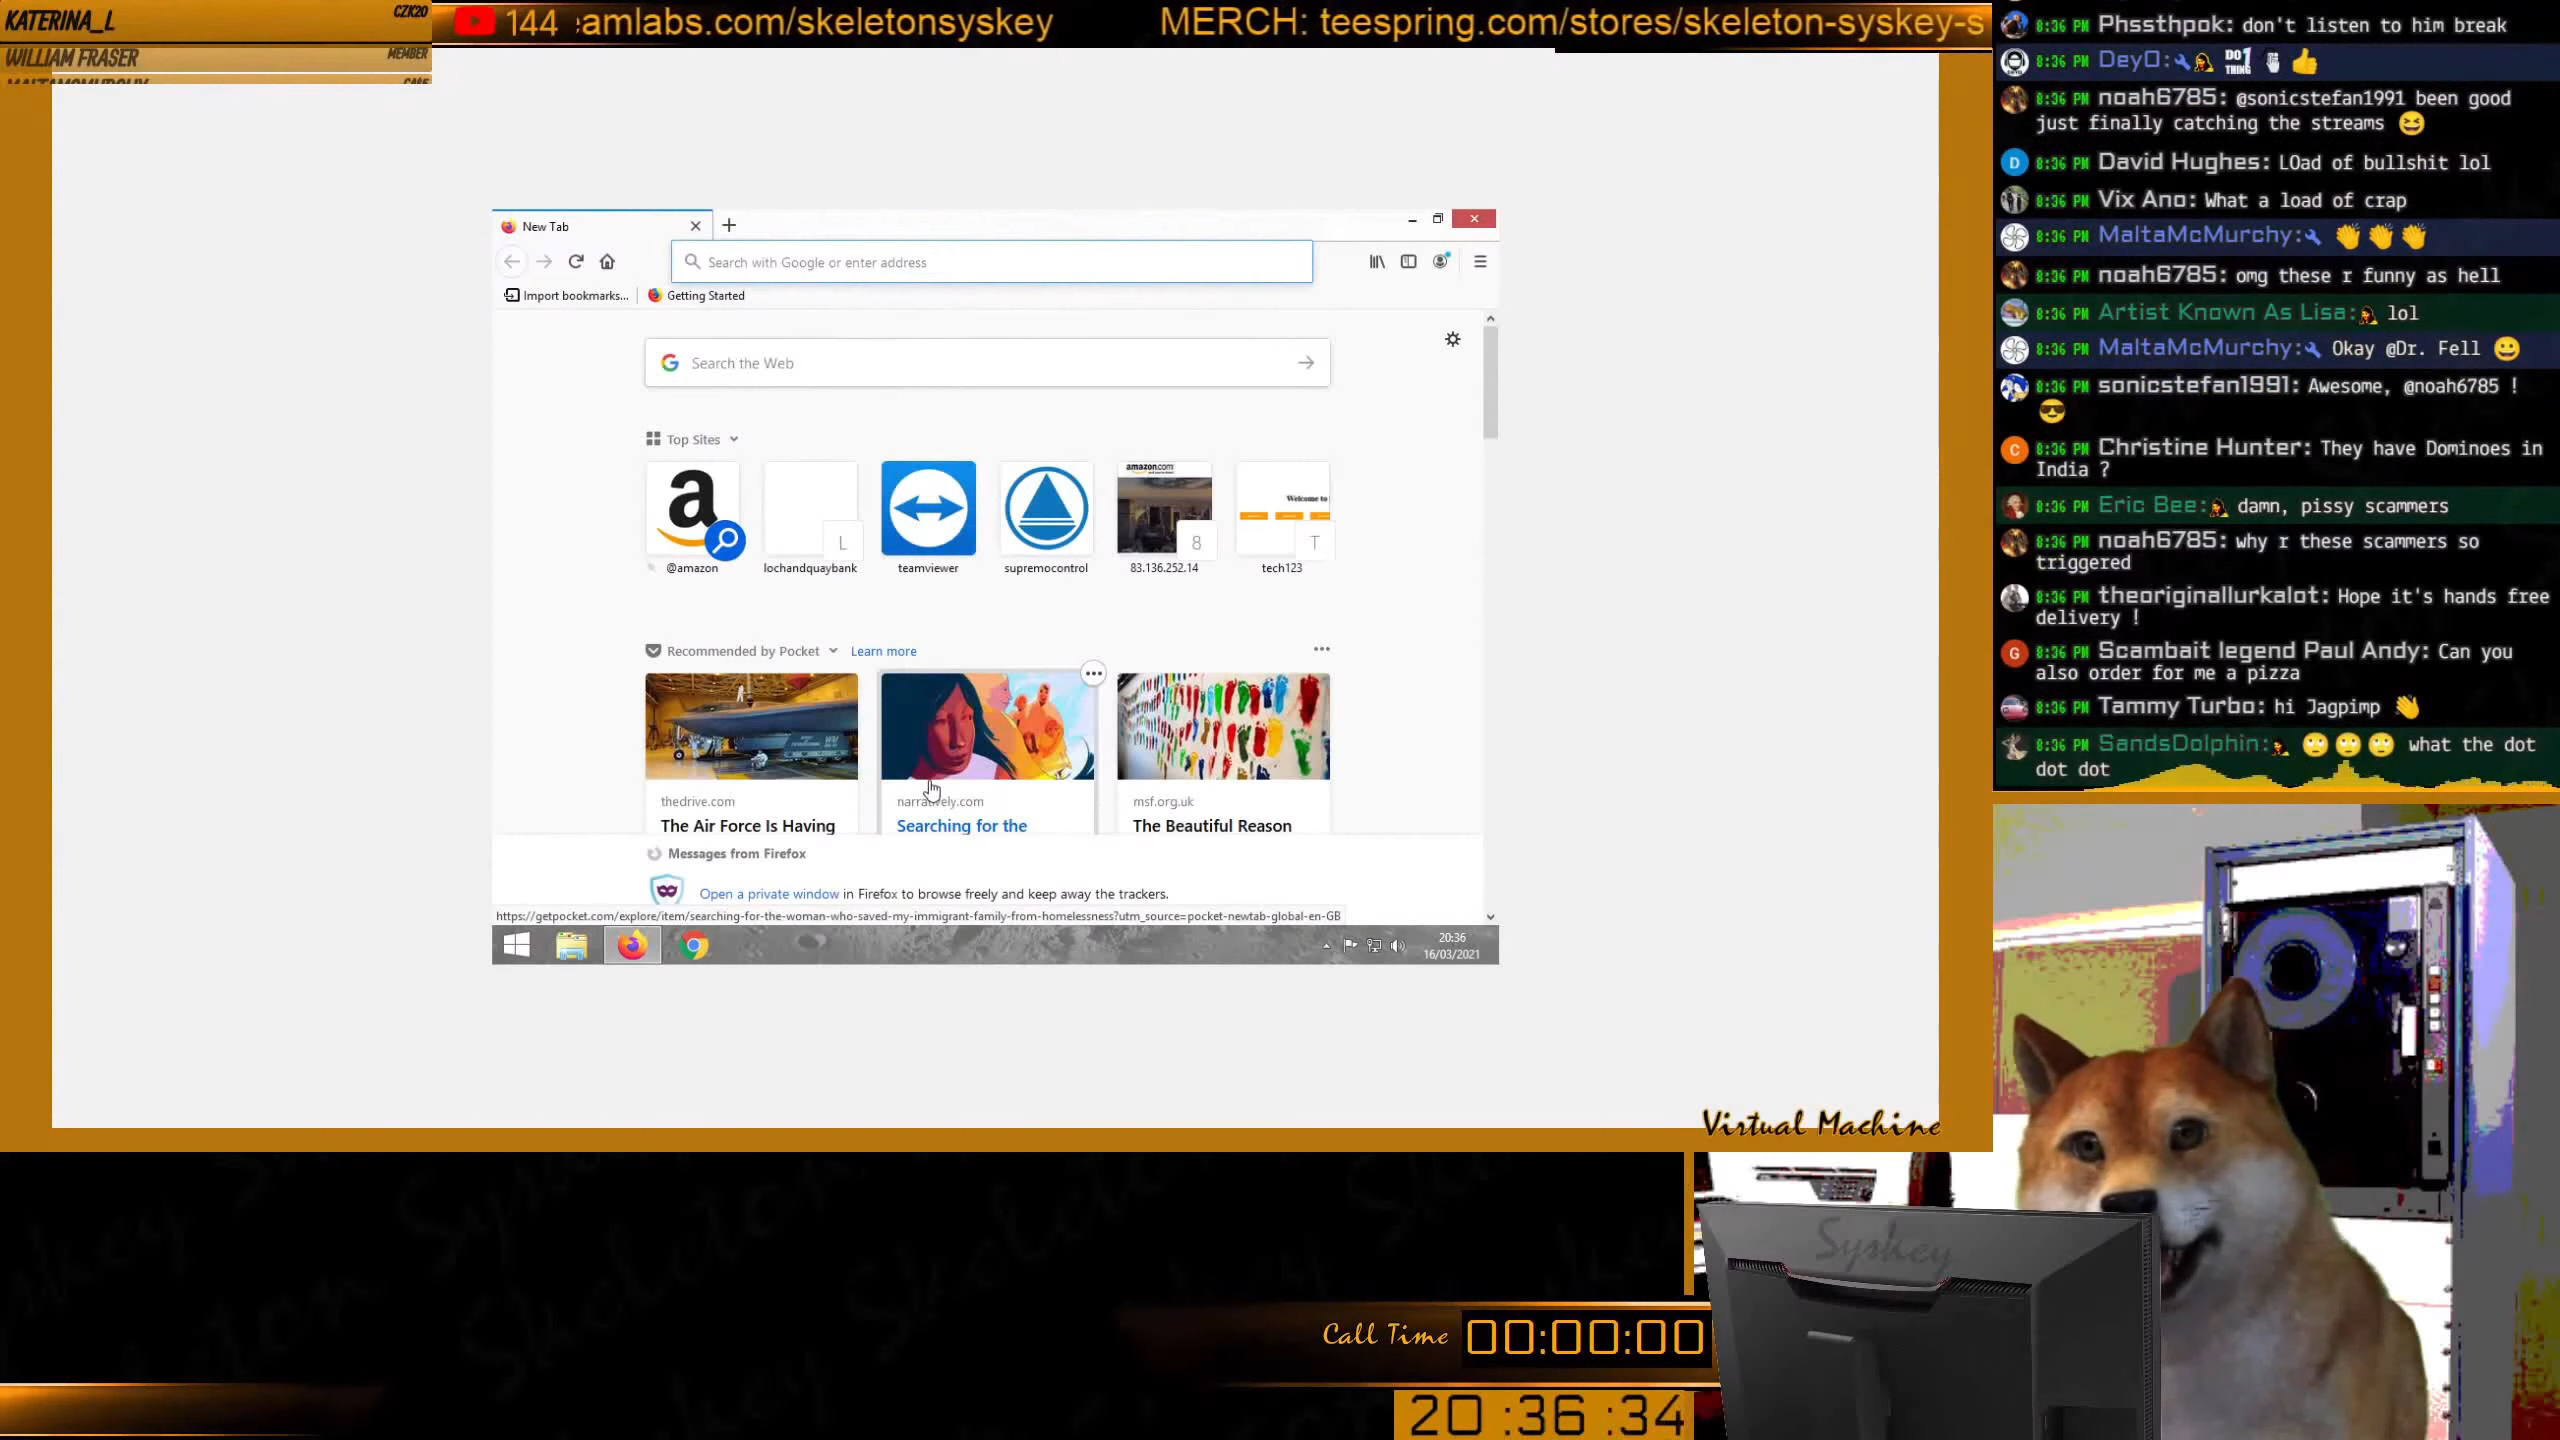 KATERINA_L CZK20
WILLIAM FRASER MEMBER
MALTAMCMURCHY CA$5
144 eamlabs.com/skeletonsyskey MERCH: teespring.com/stores/skeleton-syskey-s
New Tab
Search with Google or enter address
Import bookmarks... Getting Started
Search the Web
Top Sites
a
L
amazon.com
8
Welcome to
T
@amazon lochandquaybank teamviewer supremocontrol 83.136.252.14 tech123
Recommended by Pocket Learn more
thedrive.com
The Air Force Is Having
narratively.com
Searching for the
msf.org.uk
The Beautiful Reason
Messages from Firefox
Open a private window in Firefox to browse freely and keep away the trackers.
https://getpocket.com/explore/item/searching-for-the-woman-who-saved-my-immigrant-family-from-homelessness?utm_source=pocket-newtab-global-en-GB
20:36
16/03/2021
Virtual Machine
8:36 PM Phssthpok: don't listen to him break
8:36 PM DeyO: DO 1 THING
8:36 PM noah6785: @sonicstefan1991 been good
just finally catching the streams 😆
8:36 PM David Hughes: LOad of bullshit lol
8:36 PM Vix Ano: What a load of crap
8:36 PM MaltaMcMurchy: 👏👏👏
8:36 PM noah6785: omg these r funny as hell
8:36 PM Artist Known As Lisa: lol
8:36 PM MaltaMcMurchy: Okay @Dr. Fell 😀
8:36 PM sonicstefan1991: Awesome, @noah6785 !
😎
8:36 PM Christine Hunter: They have Dominoes in
India ?
8:36 PM Eric Bee: damn, pissy scammers
8:36 PM noah6785: why r these scammers so
triggered
8:36 PM theoriginallurkalot: Hope it's hands free
delivery !
8:36 PM Scambait legend Paul Andy: Can you
also order for me a pizza
8:36 PM Tammy Turbo: hi Jagpimp 👋
8:36 PM SandsDolphin: 🙄🙄🙄 what the dot
dot dot
Syskey
Call Time 00:00:00
20:36:34